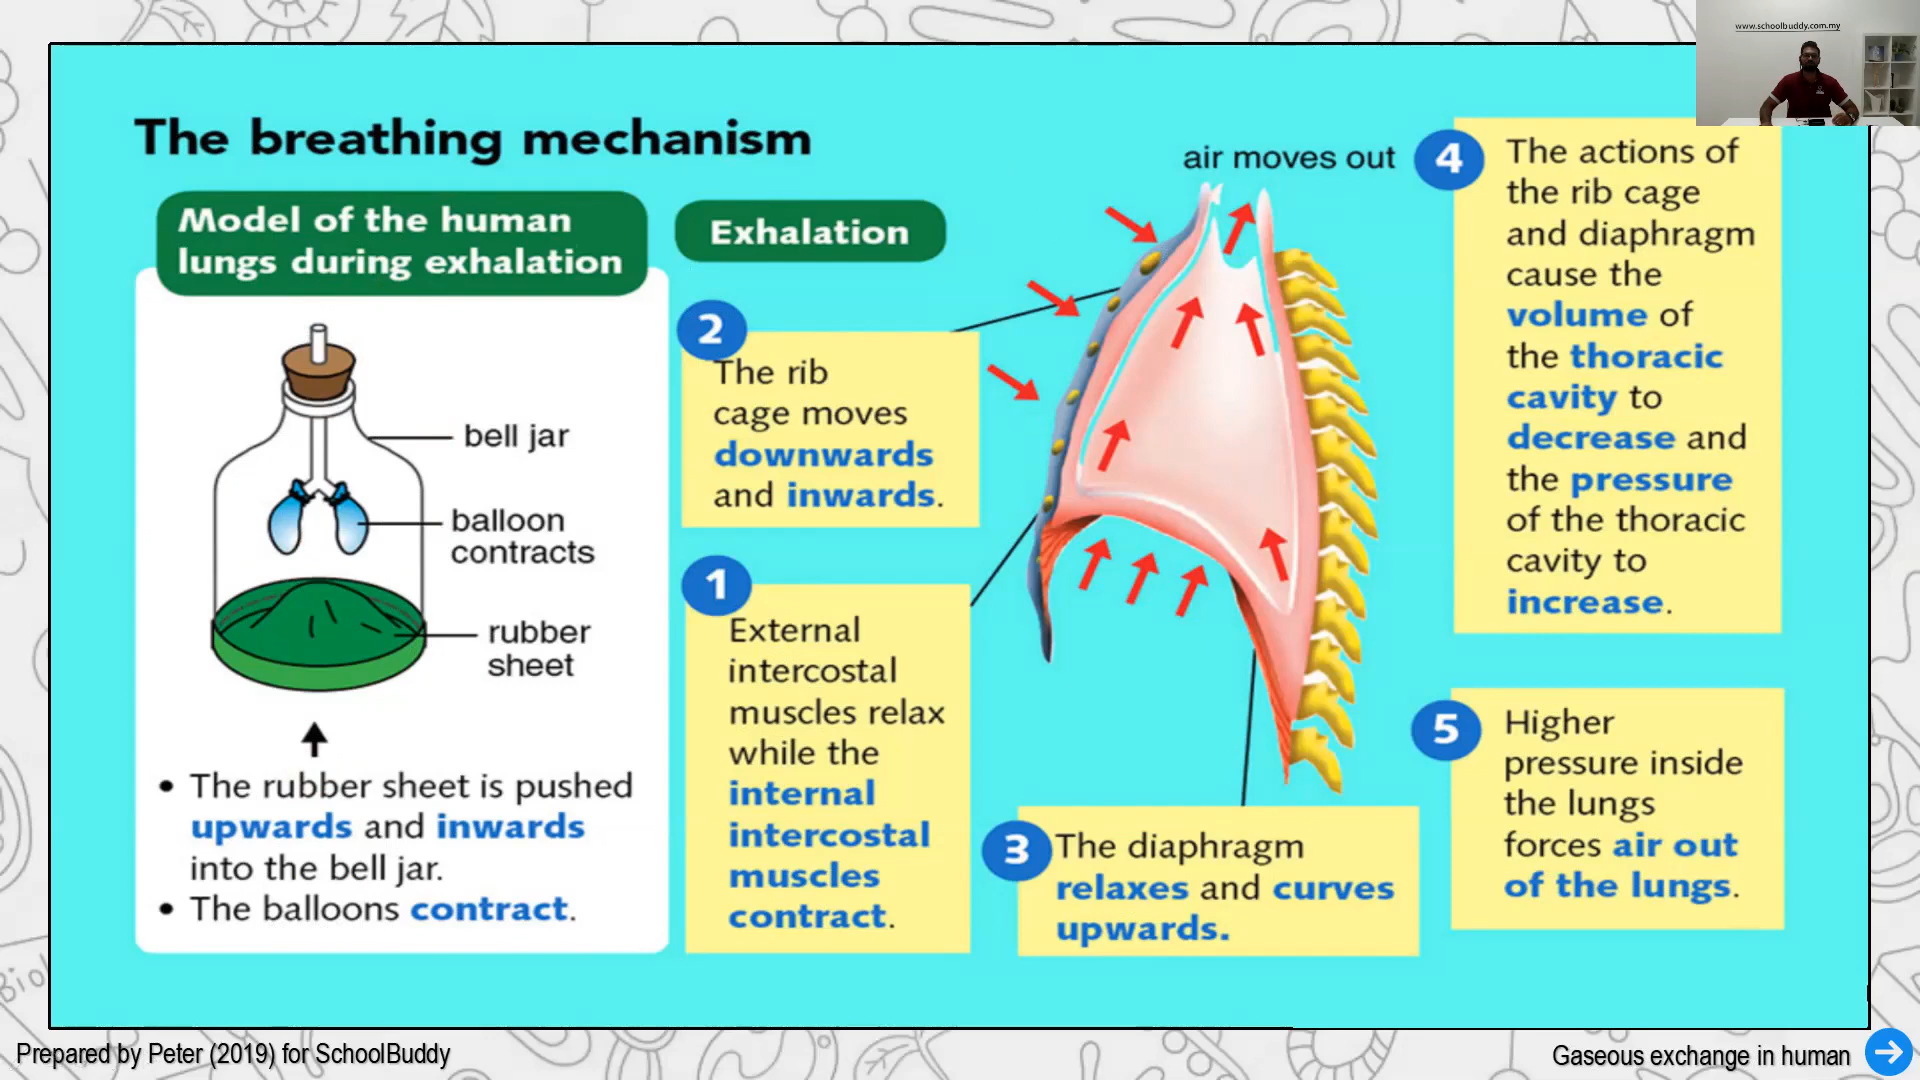 www.schoolbuddy.com.my
The breathing mechanism
Model of the human
lungs during exhalation
bell jar
balloon
contracts
rubber
sheet
• The rubber sheet is pushed
upwards and inwards
into the bell jar.
• The balloons contract.
Exhalation
air moves out
2
The rib
cage moves
downwards
and inwards.
1
External
intercostal
muscles relax
while the
internal
intercostal
muscles
contract.
3
The diaphragm
relaxes and curves
upwards.
4
The actions of
the rib cage
and diaphragm
cause the
volume of
the thoracic
cavity to
decrease and
the pressure
of the thoracic
cavity to
increase.
5
Higher
pressure inside
the lungs
forces air out
of the lungs.
Biol
Prepared by Peter (2019) for SchoolBuddy
Gaseous exchange in human